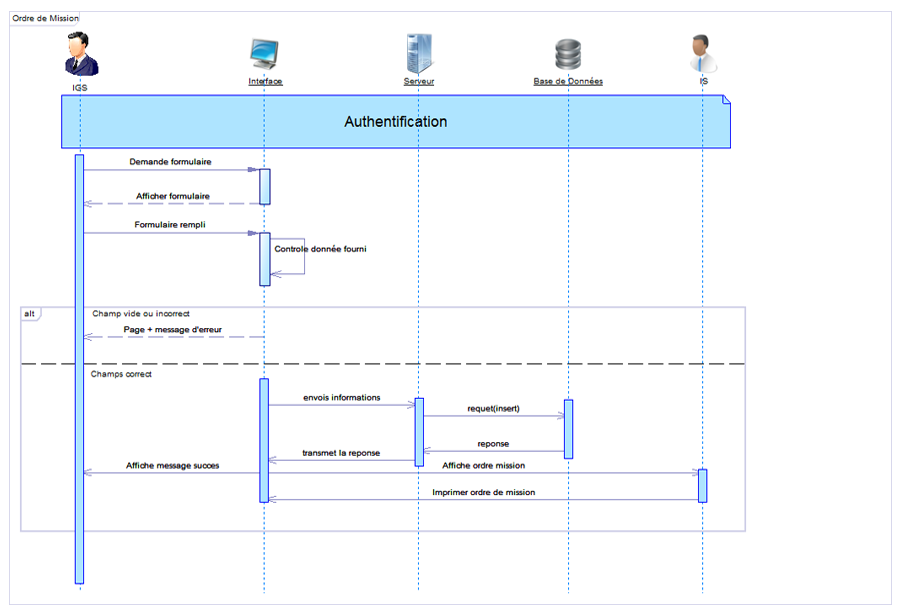 Ordre de Mission
IGS
Interface
Serveur
Base de Données
IS
Authentification
Demande formulaire
Afficher formulaire
Formulaire rempli
Controle donnée fourni
alt
Champ vide ou incorrect
Page + message d'erreur
Champs correct
envois informations
requet(insert)
reponse
transmet la reponse
Affiche message succes
Affiche ordre mission
Imprimer ordre de mission